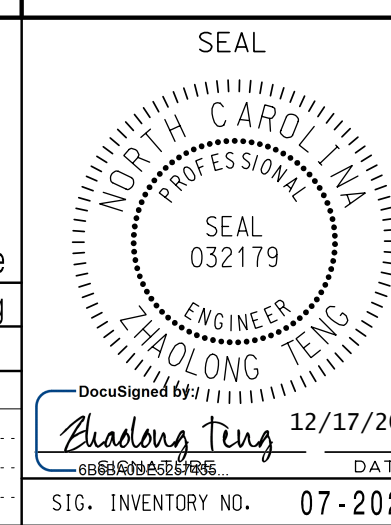 SEAL
NORTH CAROLINA
PROFESSIONAL
SEAL
032179
ENGINEER
ZHAOLONG TENG
DocuSigned by:
Zhaolong Teng
12/17/20
SIGNATURE
DAT
SIG. INVENTORY NO. 07-202